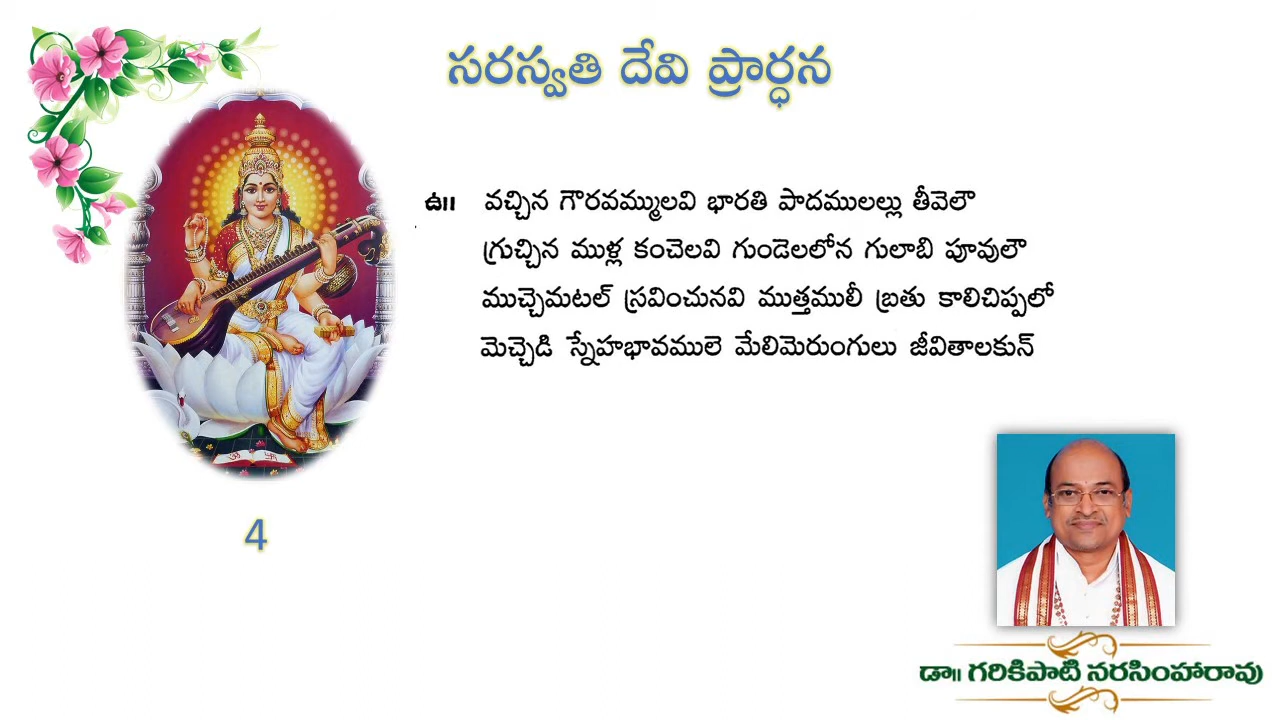 సరస్వతి దేవి ప్రార్ధన
ఉ॥ వచ్చిన గౌరవమ్ములవి భారతి పాదములల్లు తీవెలౌ
గ్రుచ్చిన ముళ్ల కంచెలవి గుండెలలోన గులాబి పూవులౌ
ముచ్చెమటల్ స్రవించునవి ముత్తములీ బ్రతు కాలిచిప్పలో
మెచ్చెడి స్నేహభావములె మేలిమెరుంగులు జీవితాలకున్
4
డా॥ గరికిపాటి నరసింహారావు